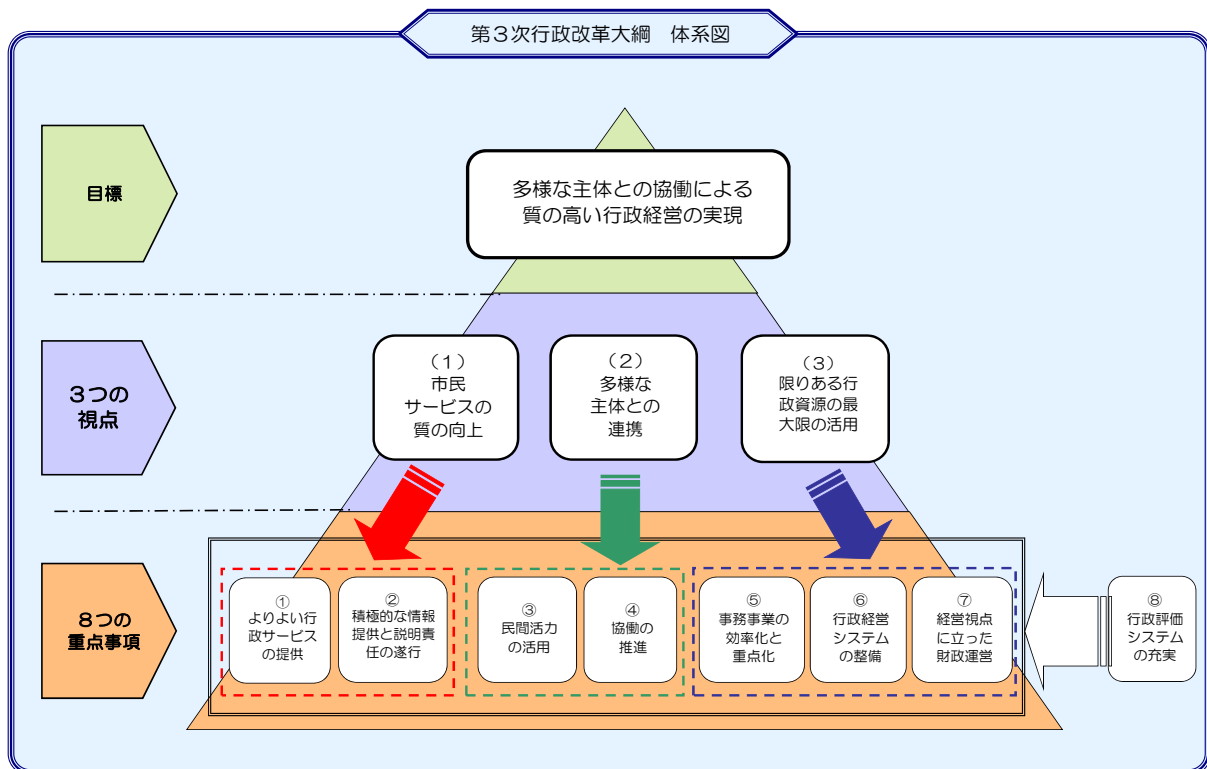 第3次行政改革大綱　体系図
目標
多様な主体との協働による
質の高い行政経営の実現
3つの
視点
(1)
市民
サービスの
質の向上
(2)
多様な
主体との
連携
(3)
限りある行
政資源の最
大限の活用
8つの
重点事項
①
よりよい行
政サービス
の提供
②
積極的な情報
提供と説明責
任の遂行
③
民間活力
の活用
④
協働の
推進
⑤
事務事業の
効率化と
重点化
⑥
行政経営
システム
の整備
⑦
経営視点
に立った
財政運営
⑧
行政評価
システム
の充実